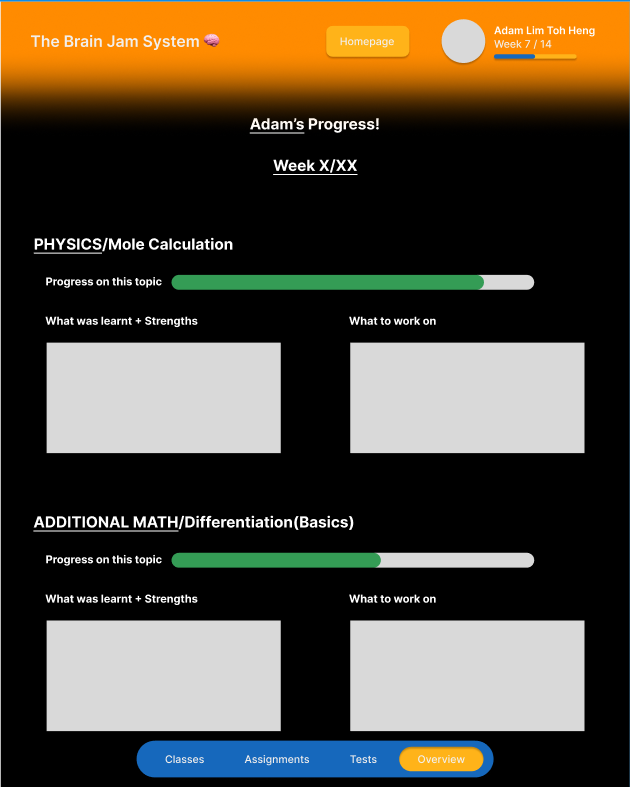 The Brain Jam System 🧠
Homepage
Adam Lim Toh Heng
Week 7 / 14
Adam's Progress!
Week X/XX
PHYSICS/Mole Calculation
Progress on this topic
What was learnt + Strengths
What to work on
ADDITIONAL MATH/Differentiation(Basics)
Progress on this topic
What was learnt + Strengths
What to work on
Classes
Assignments
Tests
Overview